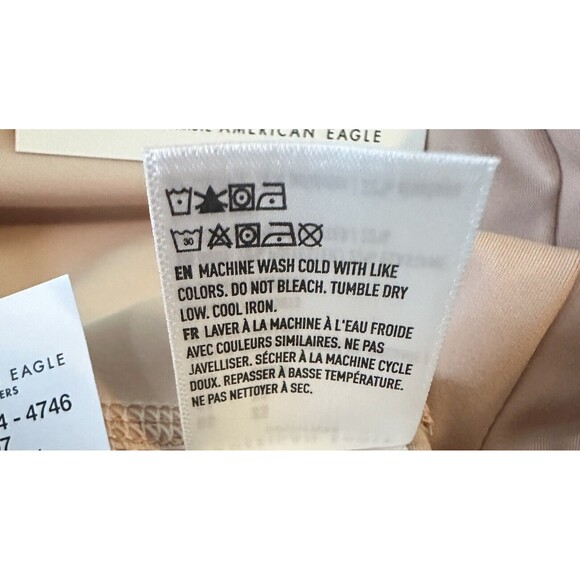 AMERICAN EAGLE
30
EN MACHINE WASH COLD WITH LIKE
COLORS. DO NOT BLEACH. TUMBLE DRY
LOW. COOL IRON.
FR LAVER À LA MACHINE À L'EAU FROIDE
AVEC COULEURS SIMILAIRES. NE PAS
JAVELLISER. SÉCHER À LA MACHINE CYCLE
DOUX. REPASSER À BASSE TEMPÉRATURE.
NE PAS NETTOYER À SEC.
EAGLE
4 - 4746